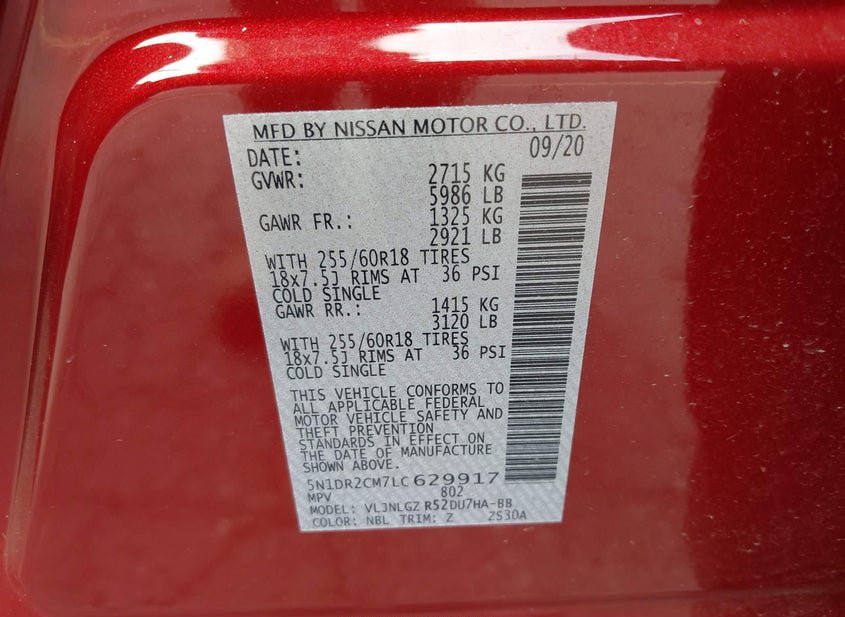 MFD BY NISSAN MOTOR CO., LTD.
DATE: 09/20
GVWR: 2715 KG
5986 LB
GAWR FR.: 1325 KG
2921 LB
WITH 255/60R18 TIRES
18x7.5J RIMS AT 36 PSI
COLD SINGLE
GAWR RR.: 1415 KG
3120 LB
WITH 255/60R18 TIRES
18x7.5J RIMS AT 36 PSI
COLD SINGLE
THIS VEHICLE CONFORMS TO
ALL APPLICABLE FEDERAL
MOTOR VEHICLE SAFETY AND
THEFT PREVENTION
STANDARDS IN EFFECT ON
THE DATE OF MANUFACTURE
SHOWN ABOVE.
5N1DR2CM7LC629917
MPV 802
MODEL: VLJNLGZ R52DU7HA-BB
COLOR: NBL TRIM: Z ZS30A